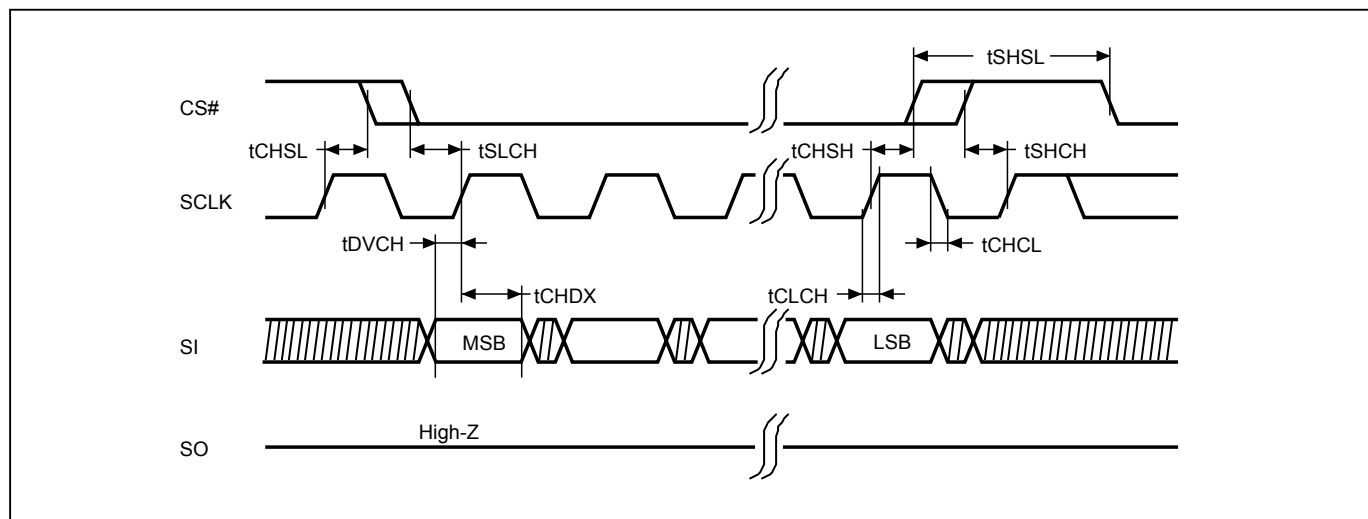 tSHSL
CS#
tCHSL
tSLCH
tCHSH
tSHCH
SCLK
tDVCH
tCHCL
tCHDX
tCLCH
SI
MSB
LSB
High-Z
SO